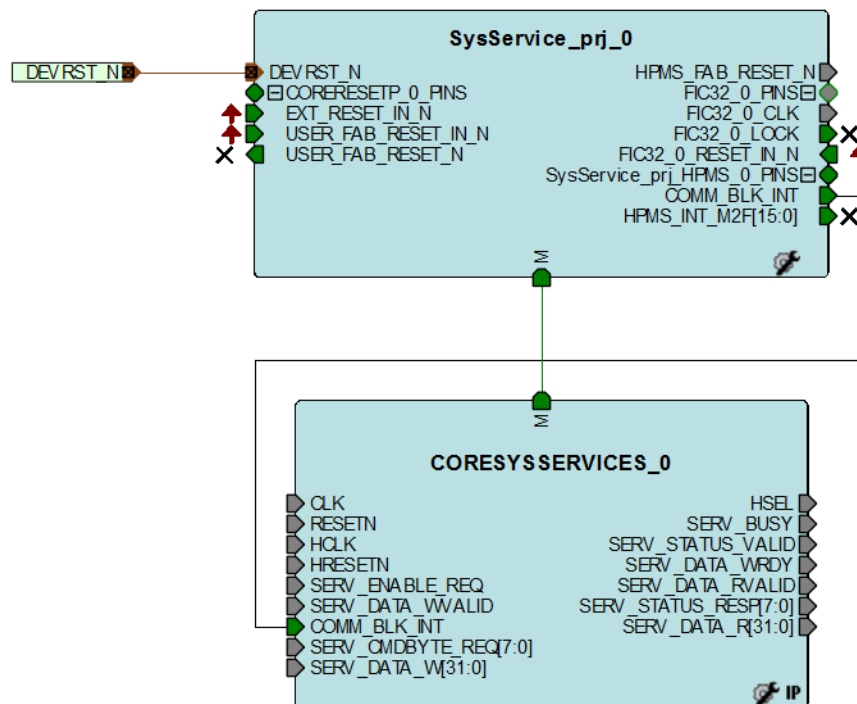 SysService_prj_0
DEVRST_N
DEVRST_N
HPMS_FAB_RESET_N
CORERESETP_0_PINS
FIC32_0_PINS
EXT_RESET_IN_N
FIC32_0_CLK
USER_FAB_RESET_IN_N
FIC32_0_LOCK
USER_FAB_RESET_N
FIC32_0_RESET_IN_N
SysService_prj_HPMS_0_PINS
COMM_BLK_INT
HPMS_INT_M2F[15:0]
M
M
CORESYSSERVICES_0
CLK
HSEL
RESETN
SERV_BUSY
HCLK
SERV_STATUS_VALID
HRESETN
SERV_DATA_WRDY
SERV_ENABLE_REQ
SERV_DATA_RVALID
SERV_DATA_WVALID
SERV_STATUS_RESP[7:0]
COMM_BLK_INT
SERV_DATA_R[31:0]
SERV_CMDBYTE_REQ[7:0]
SERV_DATA_W[31:0]
IP